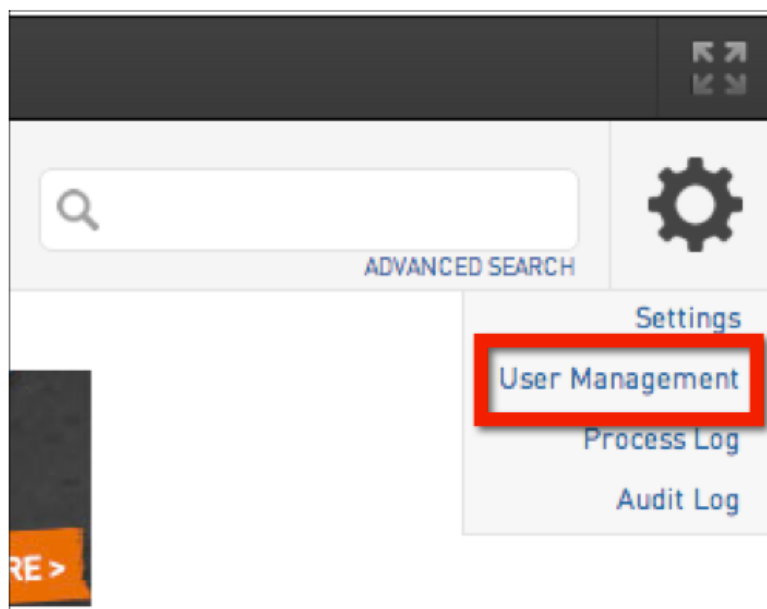 ADVANCED SEARCH
Settings
User Management
Process Log
Audit Log
RE >